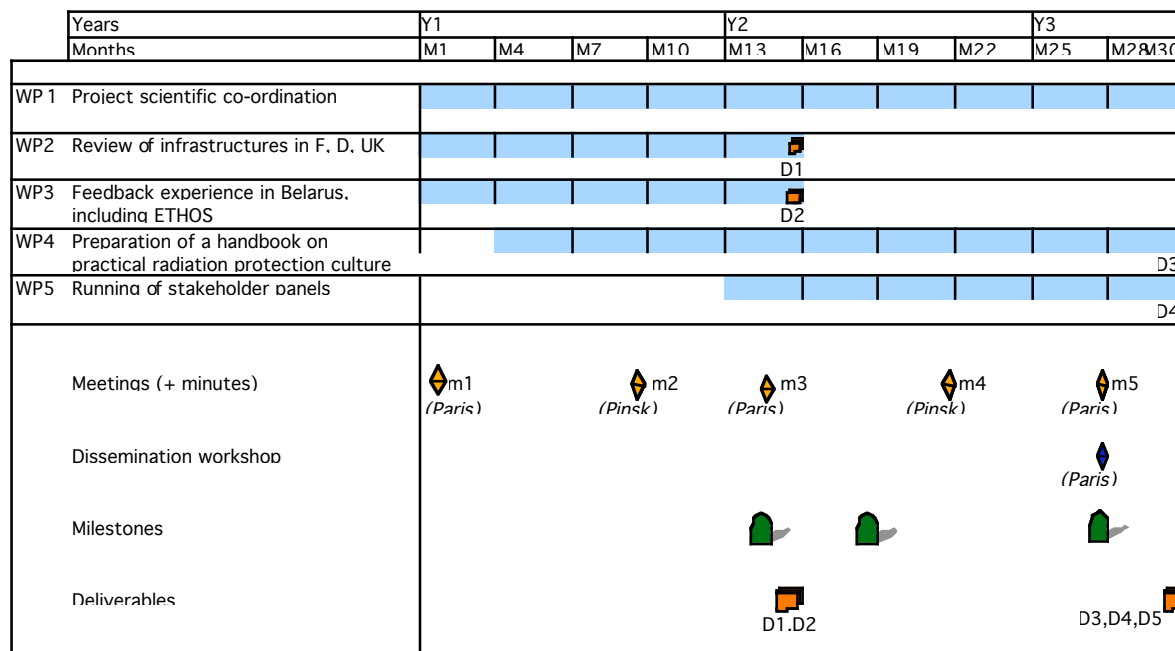 Years Y1 Y2 Y3
Months M1 M4 M7 M10 M13 M16 M19 M22 M25 M28 M30
WP 1 Project scientific co-ordination
WP2 Review of infrastructures in F, D, UK
D1
WP3 Feedback experience in Belarus,
including ETHOS D2
WP4 Preparation of a handbook on
practical radiation protection culture D3
WP5 Running of stakeholder panels
D4
Meetings (+ minutes) m1 m2 m3 m4 m5
(Paris) (Pinsk) (Paris) (Pinsk) (Paris)
Dissemination workshop
(Paris)
Milestones
Deliverables
D1.D2 D3,D4,D5